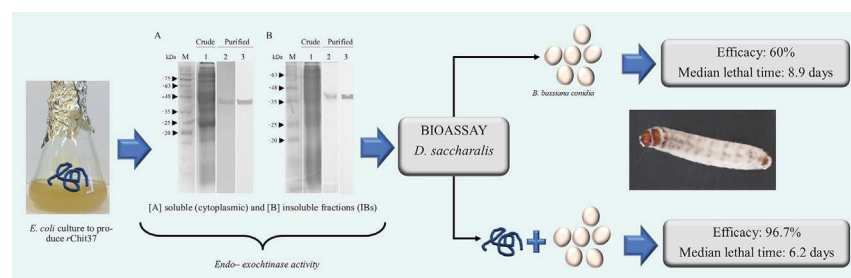 A
B
Crude Purified
Crude Purified
kDa M 1 2 3
kDa M 1 2 3
-75
-63
-48
-35
-25
-20
-63
-48
-35
-25
-20
E. coli culture to pro-
duce rChit37
[A] soluble (cytoplasmic) and [B] insoluble fractions (IBs)
Endo– exochtinase activity
BIOASSAY
D. saccharalis
B. bassiana conidia
Efficacy: 60%
Median lethal time: 8.9 days
+
Efficacy: 96.7%
Median lethal time: 6.2 days